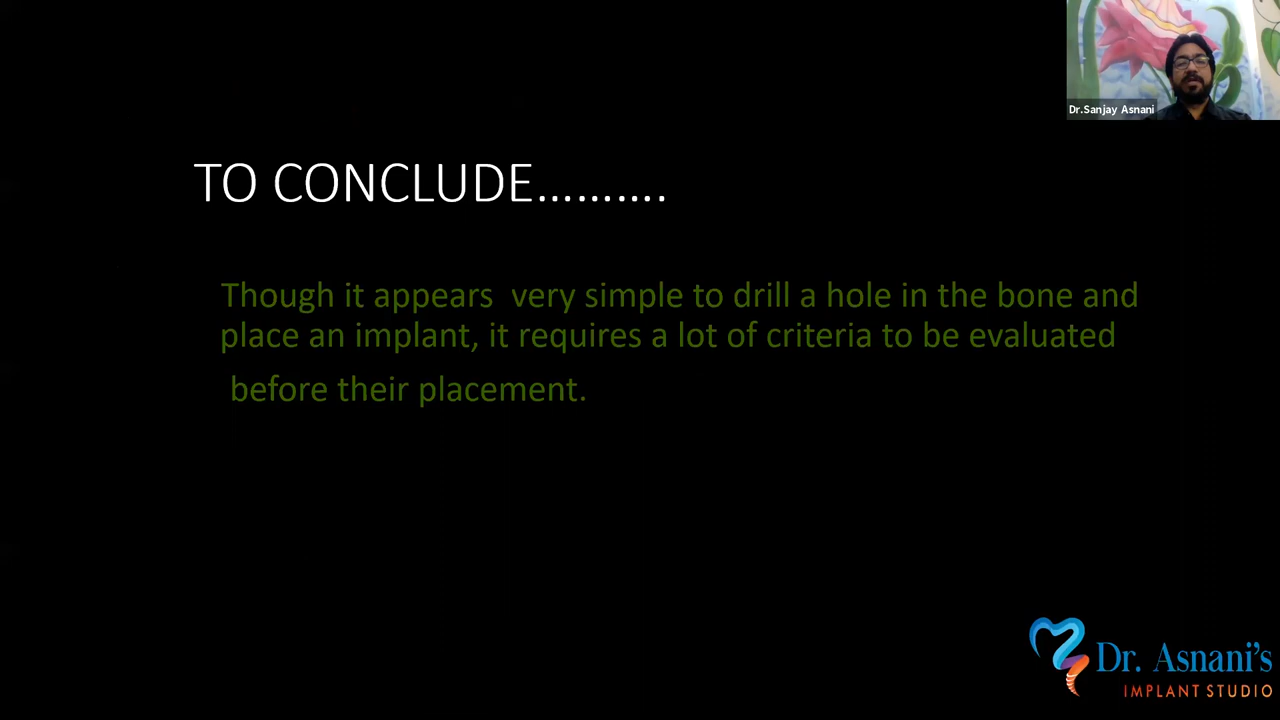 Dr.Sanjay Asnani
TO CONCLUDE……….
Though it appears  very simple to drill a hole in the bone and
place an implant, it requires a lot of criteria to be evaluated
before their placement.
Dr. Asnani's
IMPLANT STUDIO